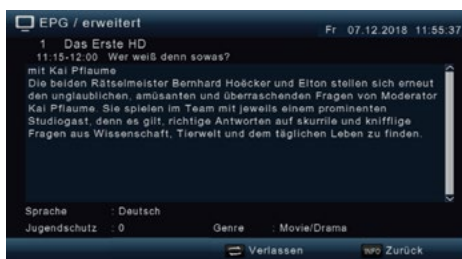 EPG / erweitert
Fr 07.12.2018 11:55:37
1 Das Erste HD
11:15-12:00 Wer weiß denn sowas?
mit Kai Pflaume
Die beiden Rätselmeister Bernhard Hoëcker und Elton stellen sich erneut
den unglaublichen, amüsanten und überraschenden Fragen von Moderator
Kai Pflaume. Sie spielen im Team mit jeweils einem prominenten
Studiogast, denn es gilt, richtige Antworten auf skurrile und knifflige
Fragen aus Wissenschaft, Tierwelt und dem täglichen Leben zu finden.
Sprache : Deutsch
Jugendschutz : 0 Genre : Movie/Drama
Verlassen INFO Zurück